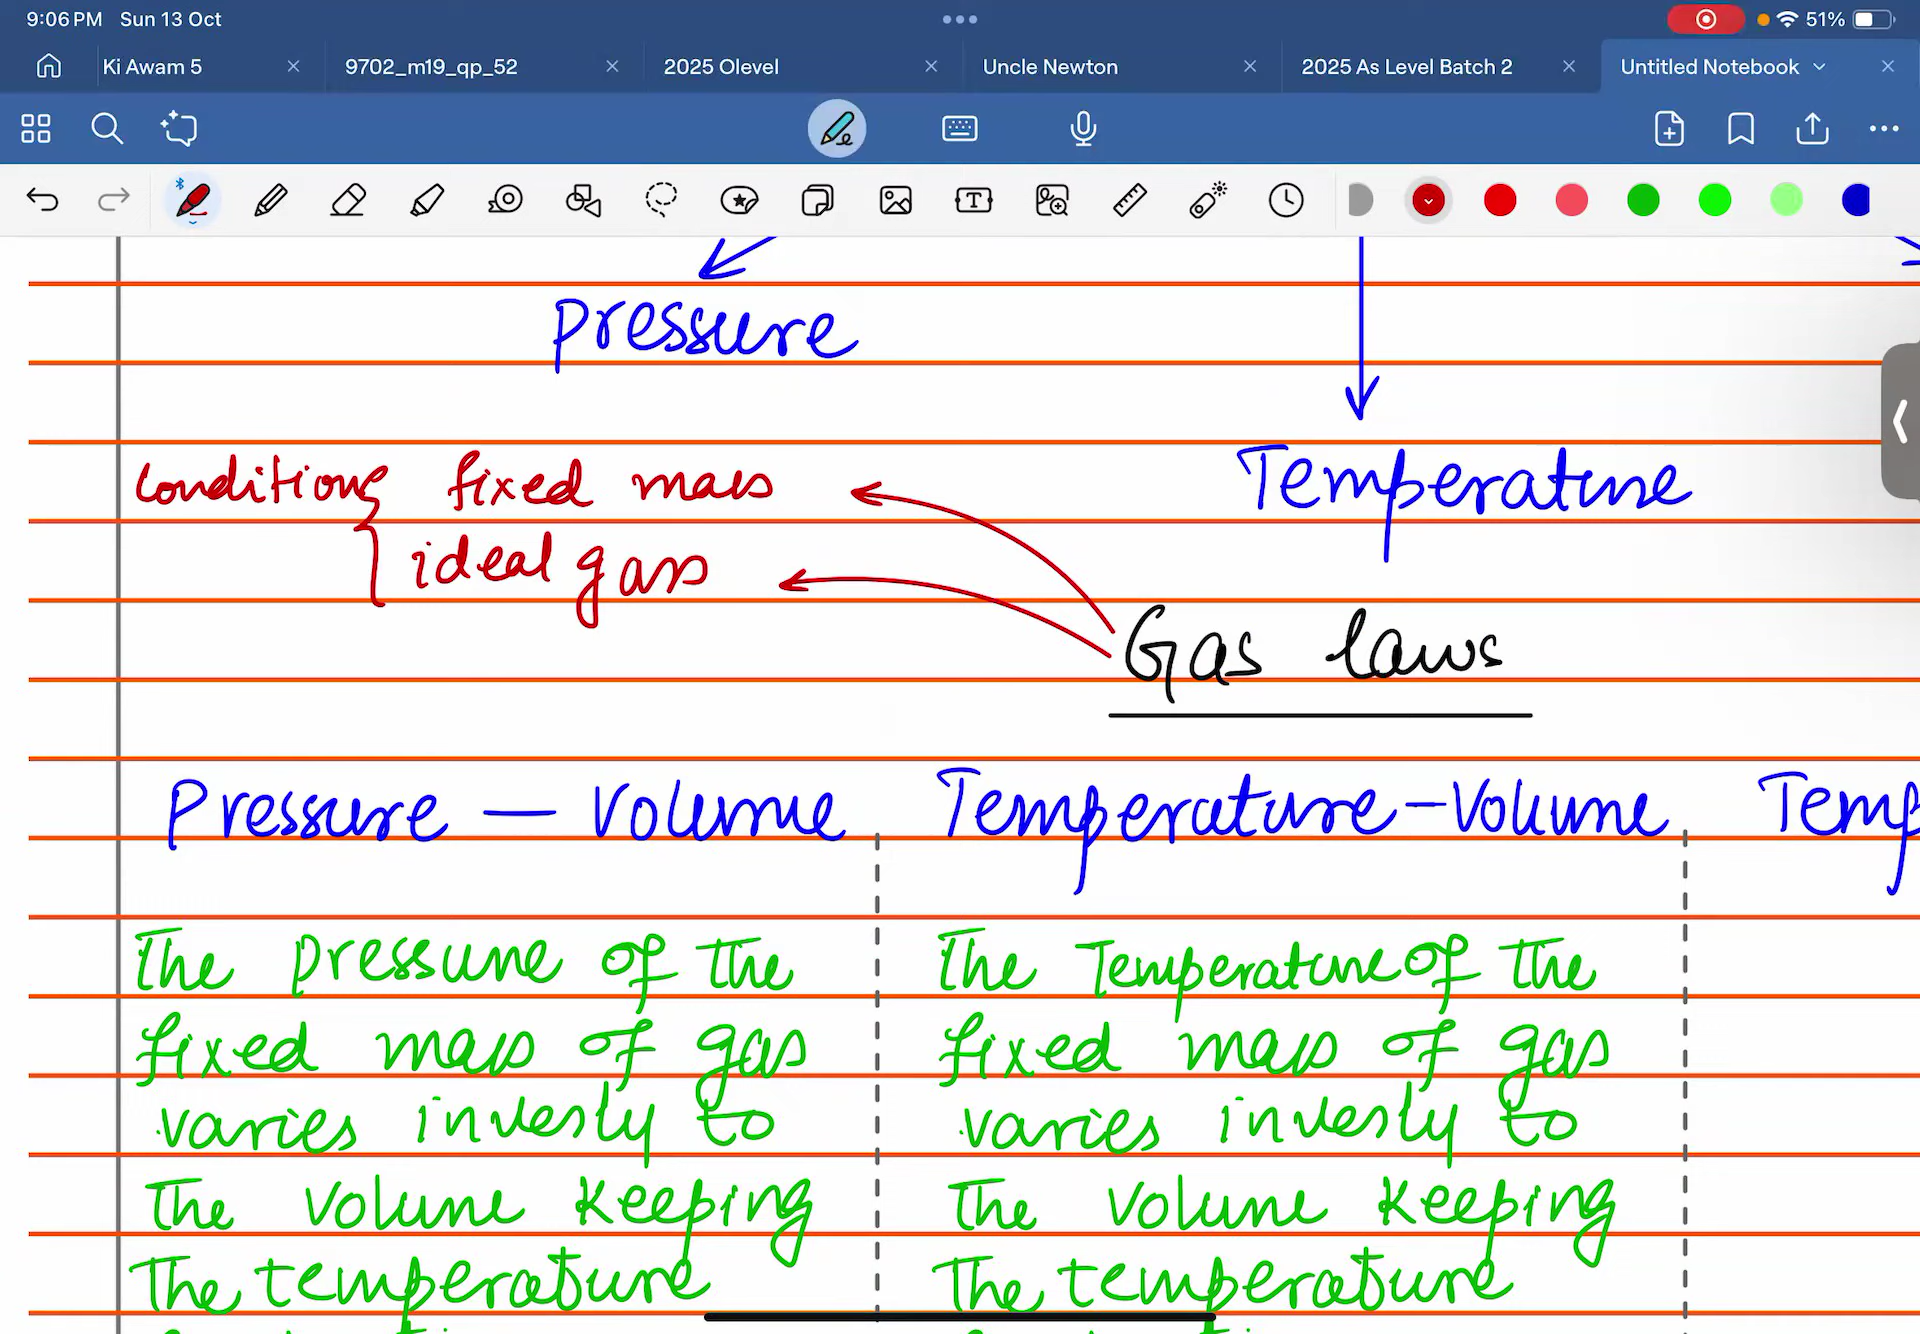 9:06 PM Sun 13 Oct 51%
Ki Awam 5 9702_m19_qp_52 2025 Olevel Uncle Newton 2025 As Level Batch 2 Untitled Notebook
Pressure
Temperature
Conditions fixed mass
ideal gas
Gas laws
Pressure — Volume Temperature - Volume Temp
The pressure of the
fixed mass of gas
varies inversly to
The volume keeping
The temperature
The Temperature of the
fixed mass of gas
varies inversly to
The volume keeping
The temperature